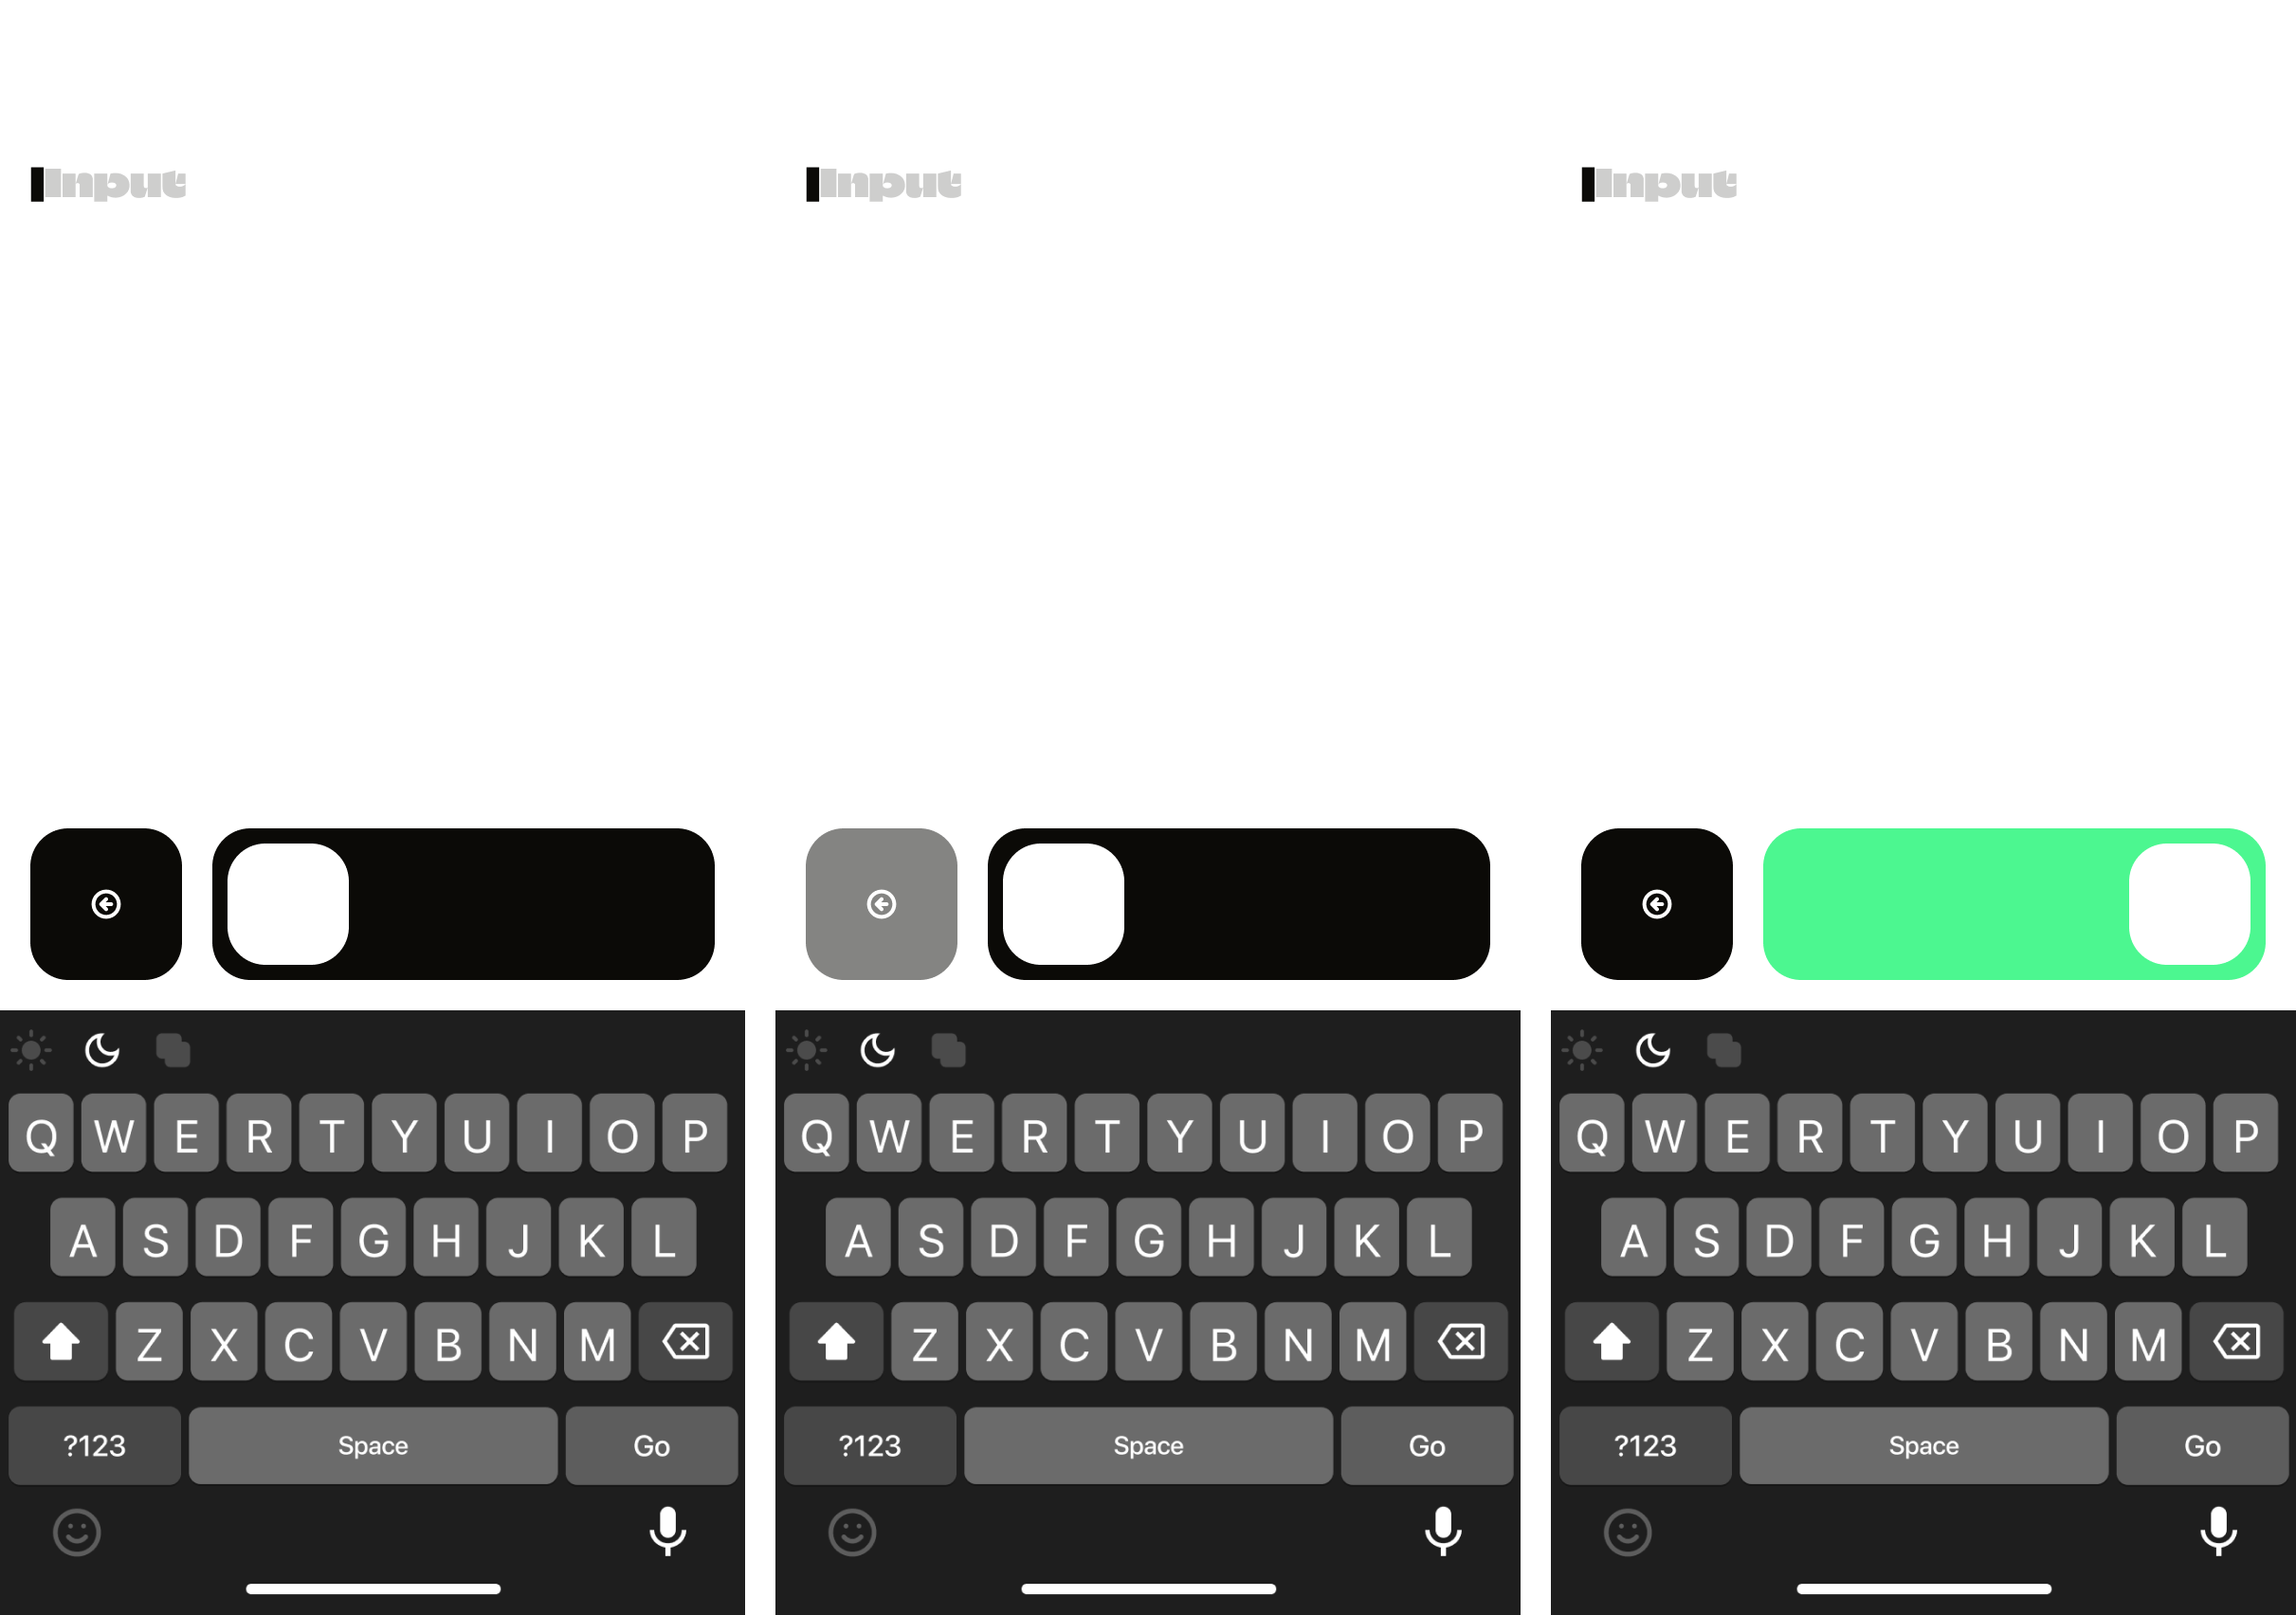 Input Input Input
Q W E R T Y U I O P Q W E R T Y U I O P Q W E R T Y U I O P
A S D F G H J K L A S D F G H J K L A S D F G H J K L
Z X C V B N M Z X C V B N M Z X C V B N M
?123 Space Go ?123 Space Go ?123 Space Go